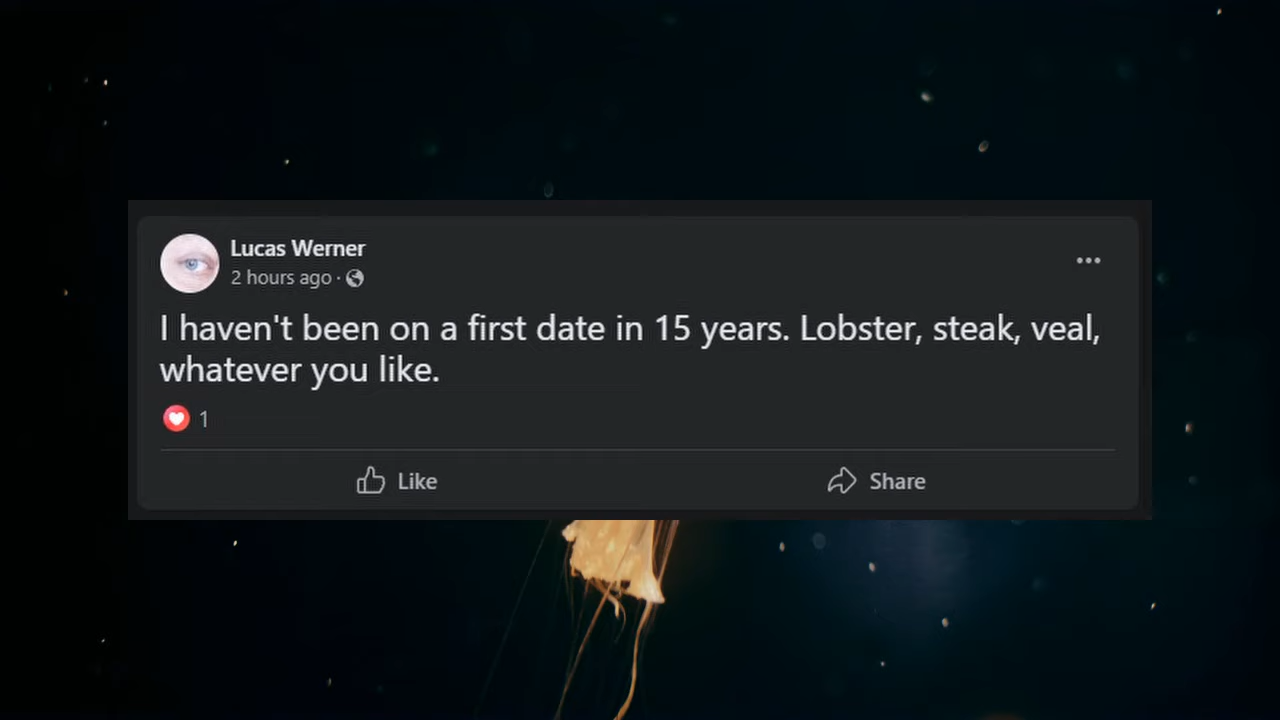 Lucas Werner
2 hours ago ·
I haven't been on a first date in 15 years. Lobster, steak, veal,
whatever you like.
1
Like
Share